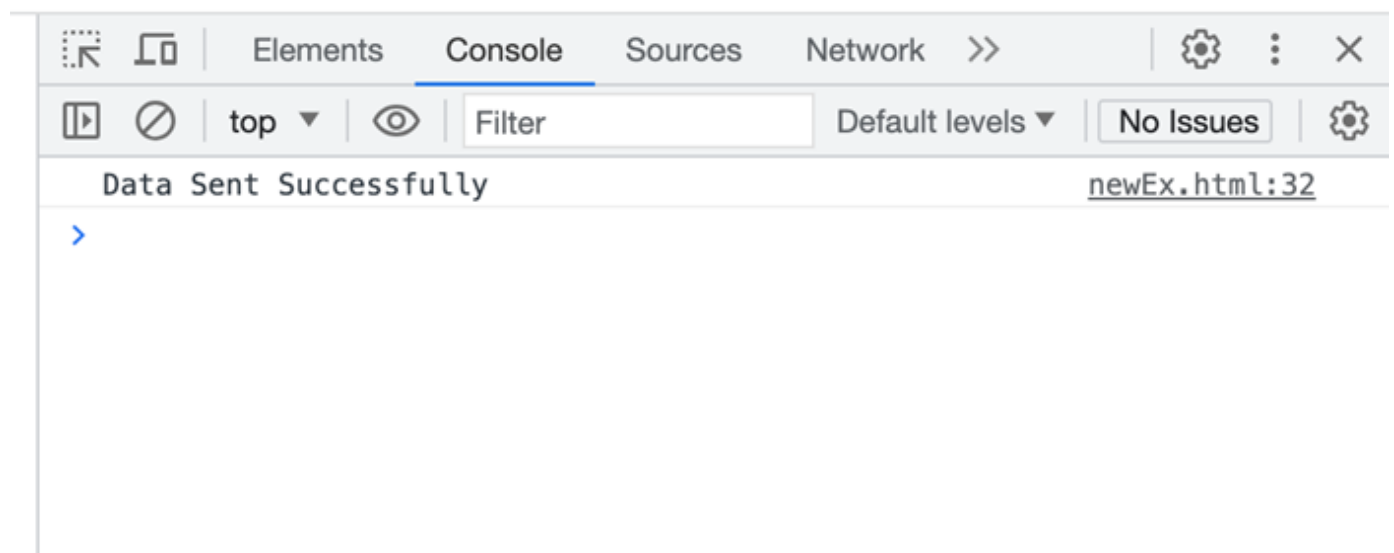 Elements Console Sources Network
top Filter Default levels No Issues
Data Sent Successfully newEx.html:32